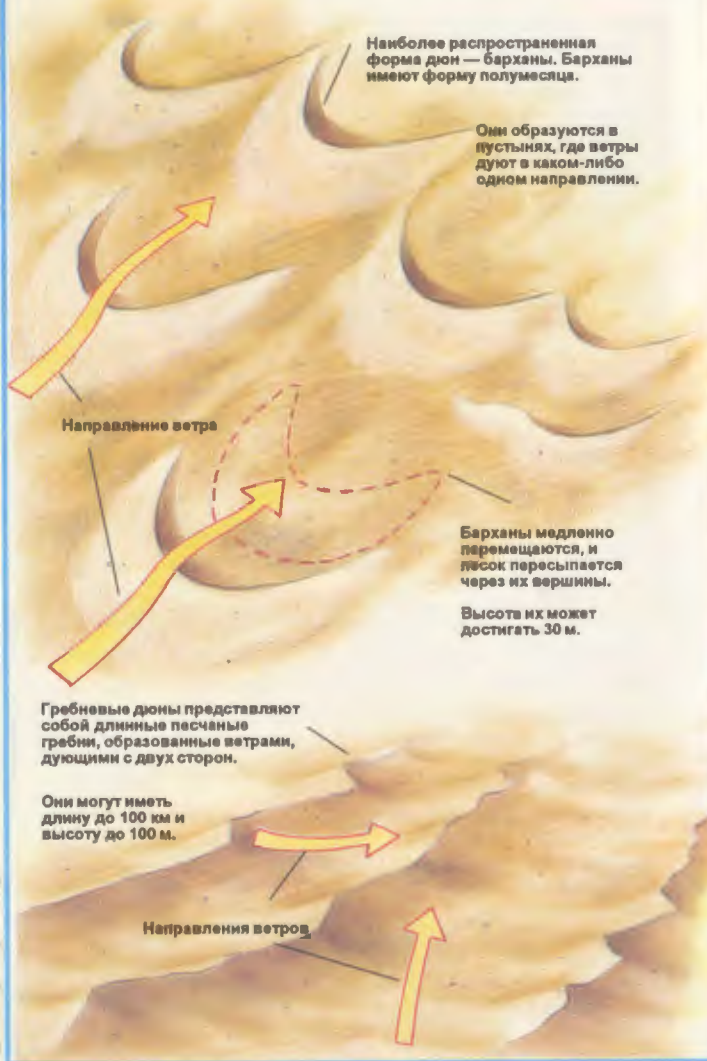 Наиболее распространенная
форма дюн — барханы. Барханы
имеют форму полумесяца.
Они образуются в
пустынях, где ветры
дуют в каком-либо
одном направлении.
Направление ветра
Барханы медленно
перемещаются, и
песок пересыпается
через их вершины.
Высота их может
достигать 30 м.
Гребневые дюны представляют
собой длинные песчаные
гребни, образованные ветрами,
дующими с двух сторон.
Они могут иметь
длину до 100 км и
высоту до 100 м.
Направления ветров